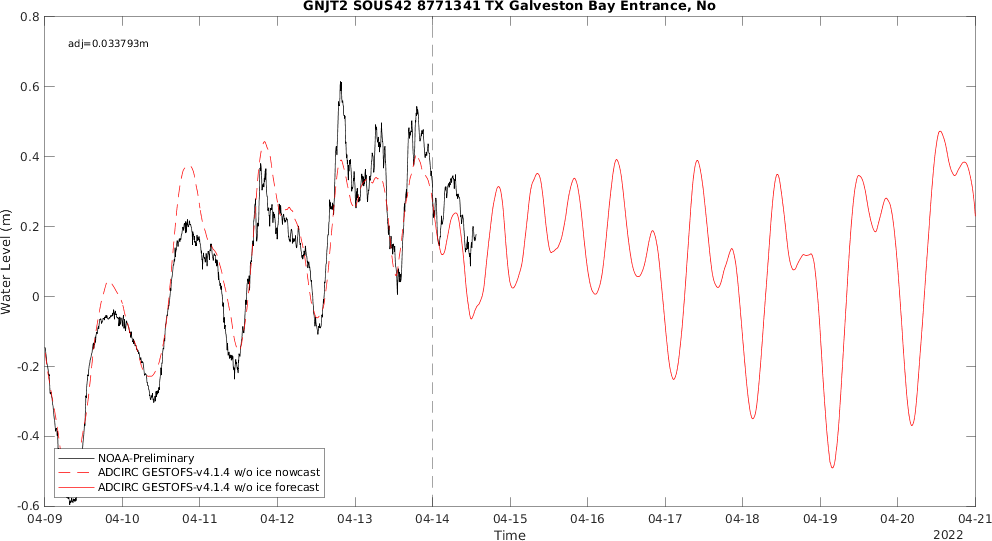 GNJT2 SOUS42 8771341 TX Galveston Bay Entrance, No
adj=0.033793m
0.8
0.6
0.4
0.2
0
-0.2
-0.4
-0.6
Water Level (m)
NOAA-Preliminary
ADCIRC GESTOFS-v4.1.4 w/o ice nowcast
ADCIRC GESTOFS-v4.1.4 w/o ice forecast
04-09 04-10 04-11 04-12 04-13 04-14 04-15 04-16 04-17 04-18 04-19 04-20 04-21
Time
2022